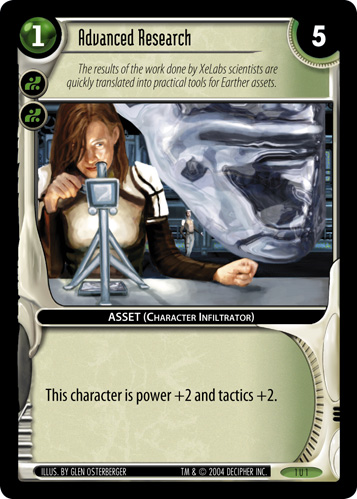 1
Advanced Research
5
The results of the work done by XeLabs scientists are
quickly translated into practical tools for Earther assets.
ASSET (CHARACTER INFILTRATOR)
This character is power +2 and tactics +2.
ILLUS. BY GLEN OSTERBERGER
TM & © 2004 DECIPHER INC.
1 U 1